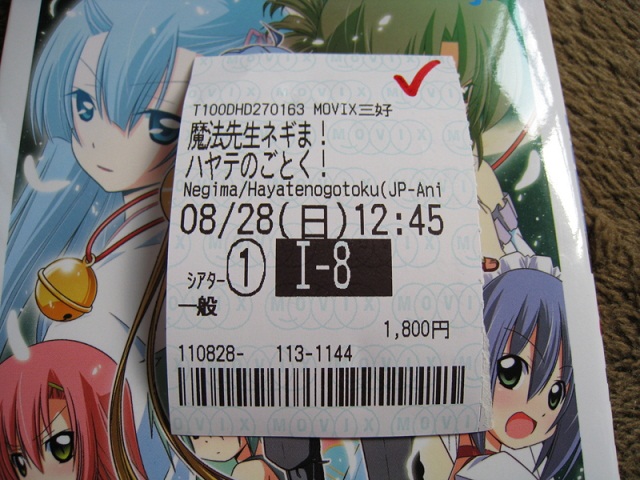 T100DHD270163 MOVIX三好
魔法先生ネギま!
ハヤテのごとく!
Negima/Hayatenogotoku(JP-Ani
08/28(日)12:45
シアター ① I-8
一般
1,800円
110828- 113-1144